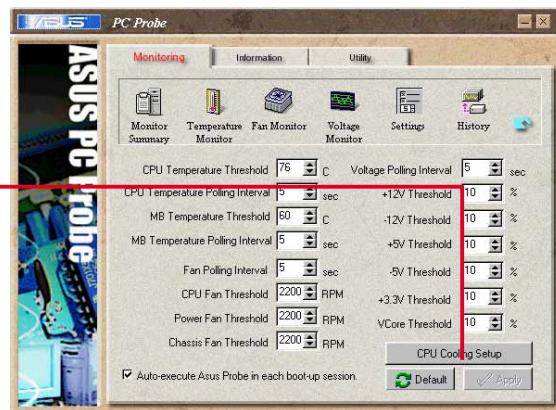 ASUS PC Probe
Monitoring Information Utility
Monitor Summary Temperature Monitor Fan Monitor Voltage Monitor Settings History
CPU Temperature Threshold 76 C Voltage Polling Interval 5 sec
CPU Temperature Polling Interval 5 sec +12V Threshold 10 %
MB Temperature Threshold 60 C -12V Threshold 10 %
MB Temperature Polling Interval 5 sec +5V Threshold 10 %
Fan Polling Interval 5 sec -5V Threshold 10 %
CPU Fan Threshold 2200 RPM +3.3V Threshold 10 %
Power Fan Threshold 2200 RPM VCore Threshold 10 %
Chassis Fan Threshold 2200 RPM
CPU Cooling Setup
Auto-execute Asus Probe in each boot-up session. Default Apply
ASUS PC Probe